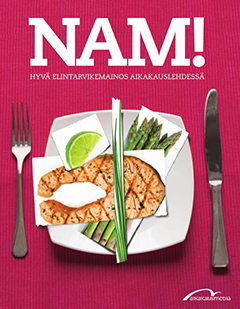 NAM!
HYVÄ ELINTARVIKEMAINOS AIKAKAUSLEHDESSÄ
aikakausmedia